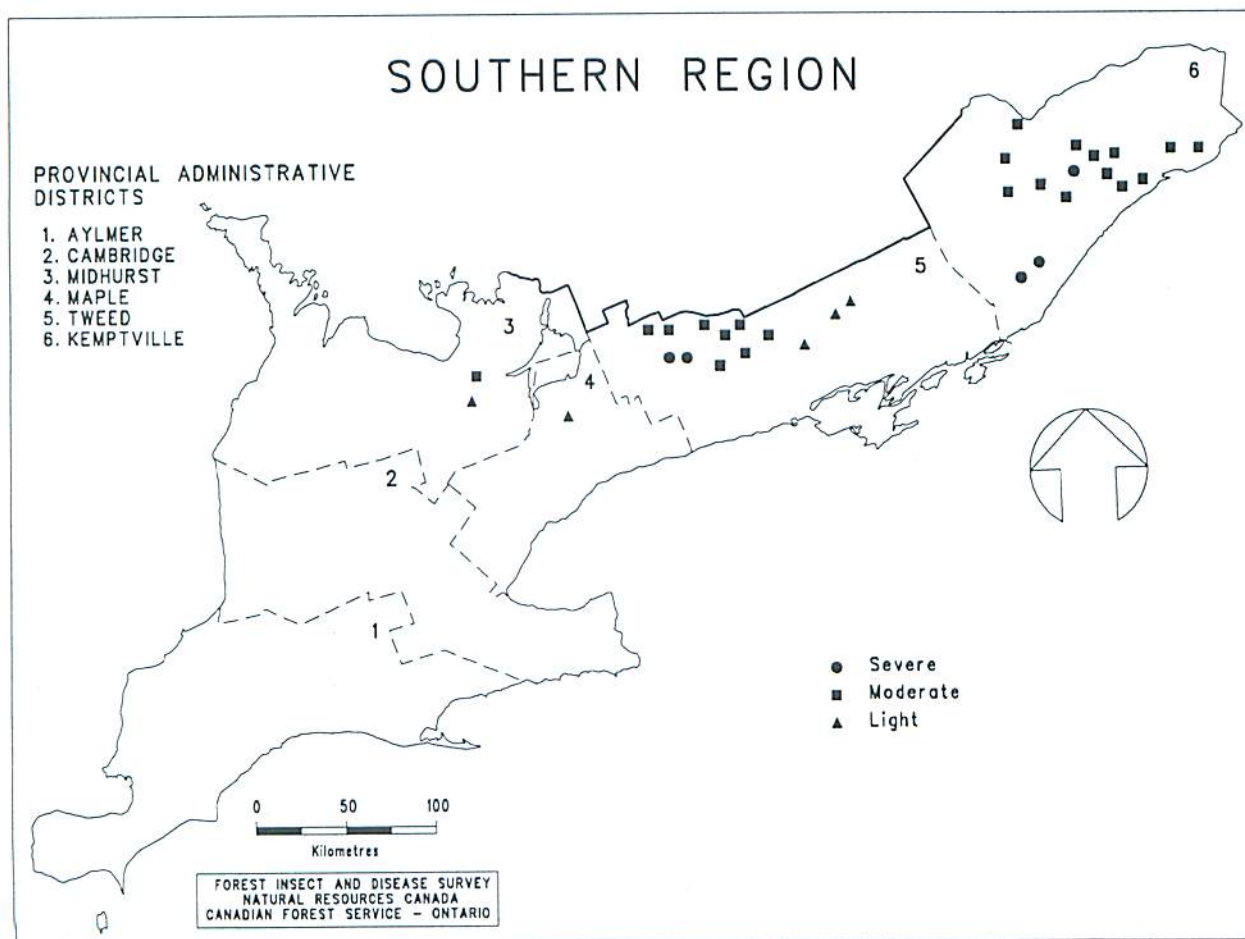 SOUTHERN REGION
PROVINCIAL ADMINISTRATIVE
DISTRICTS
1. AYLMER
2. CAMBRIDGE
3. MIDHURST
4. MAPLE
5. TWEED
6. KEMPTVILLE
6
5
3
4
2
1
Severe
Moderate
Light
0 50 100
Kilometres
FOREST INSECT AND DISEASE SURVEY
NATURAL RESOURCES CANADA
CANADIAN FOREST SERVICE - ONTARIO